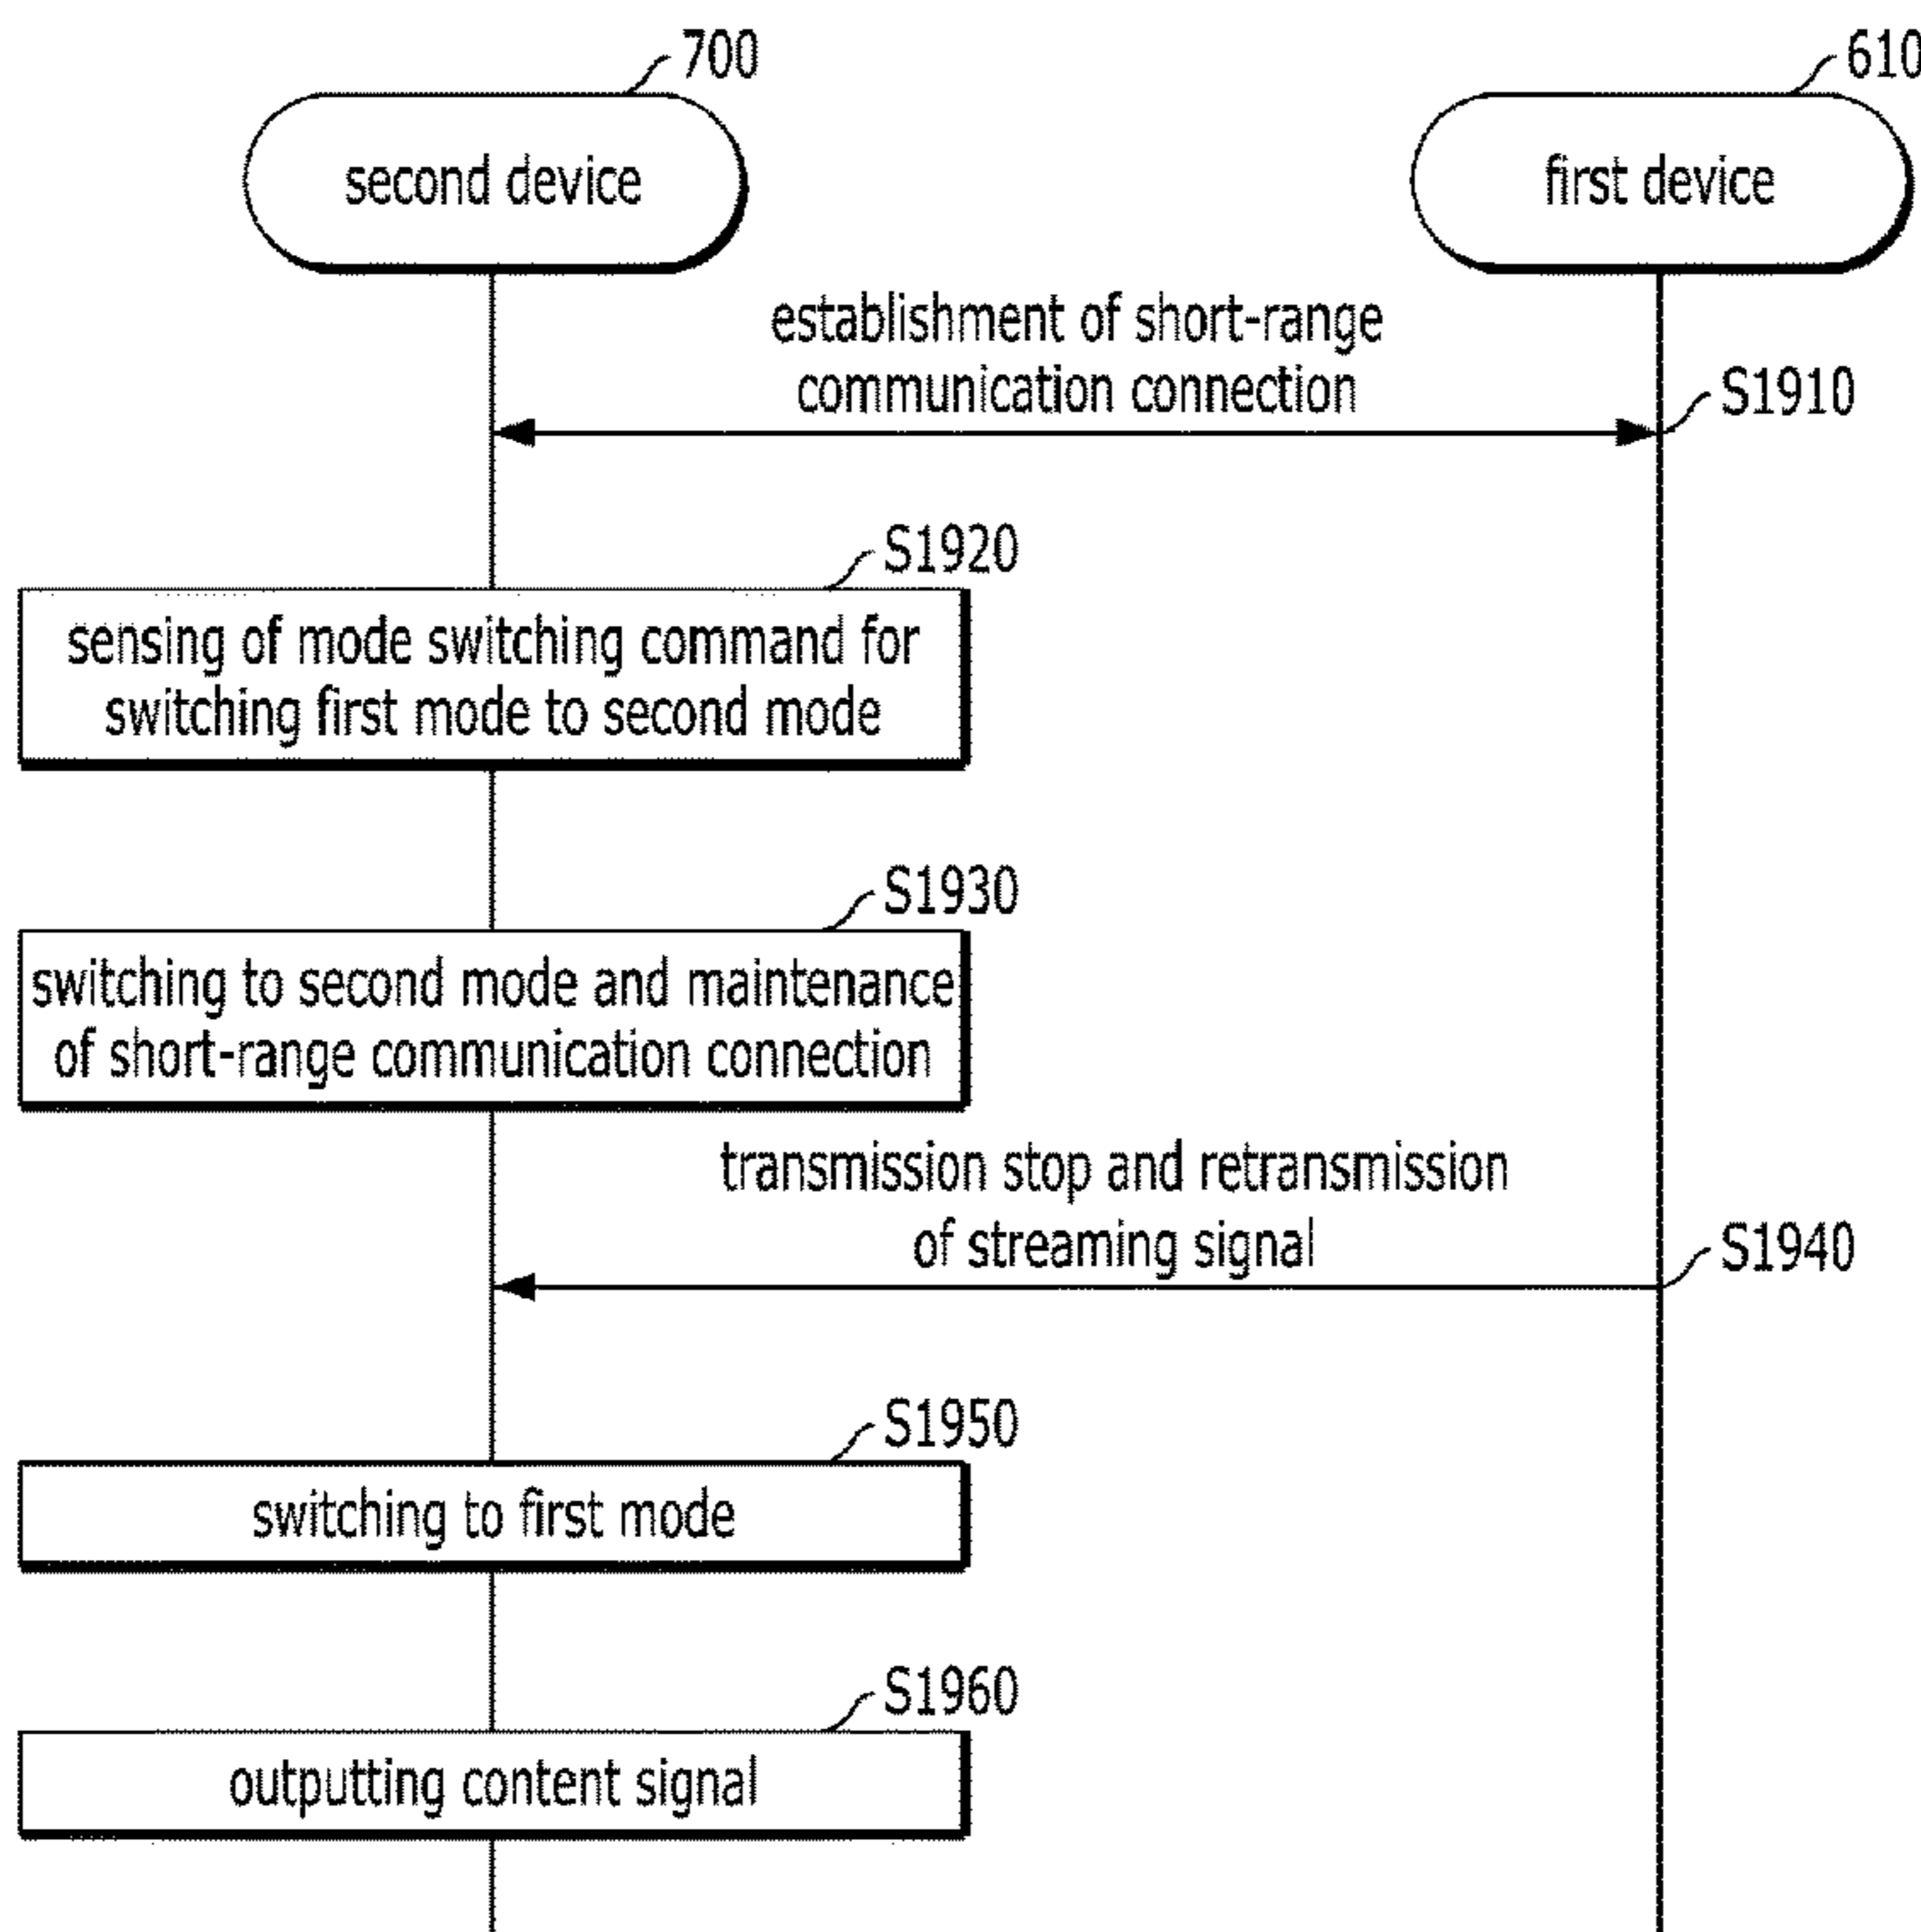 700
610
second device
first device
establishment of short-range
communication connection
S1910
S1920
sensing of mode switching command for
switching first mode to second mode
S1930
switching to second mode and maintenance
of short-range communication connection
transmission stop and retransmission
of streaming signal
S1940
S1950
switching to first mode
S1960
outputting content signal